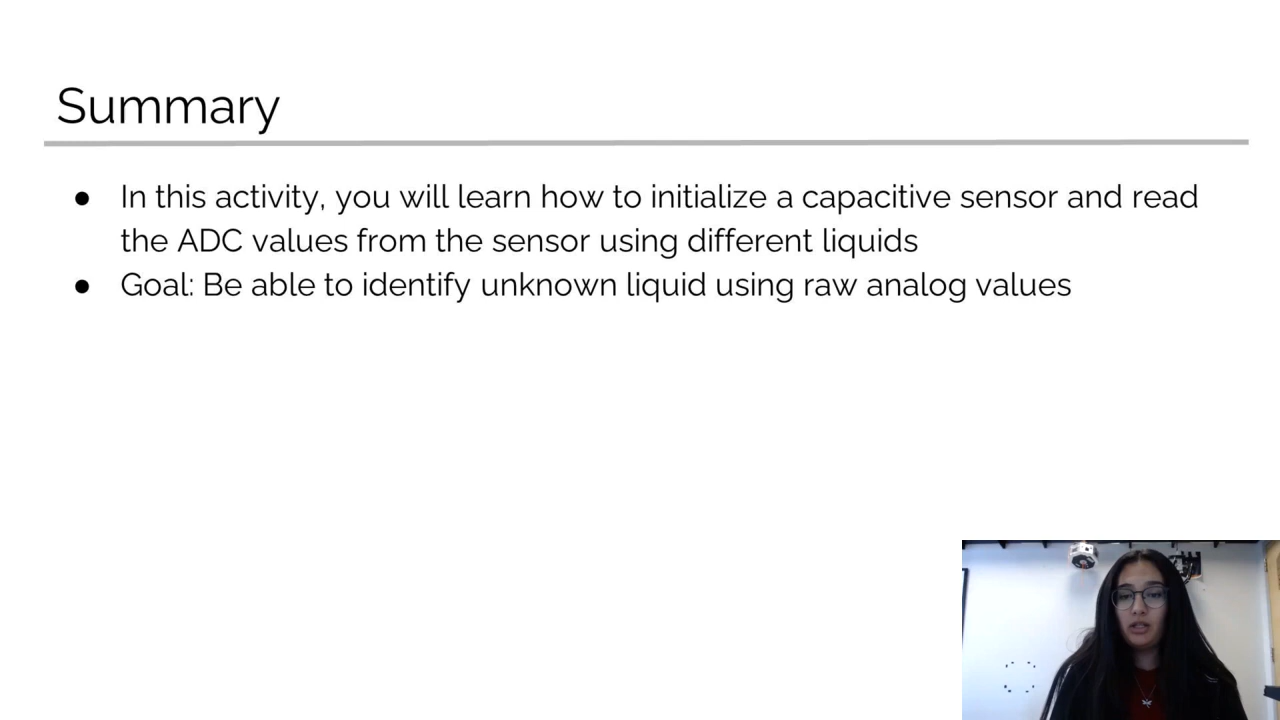 Summary
● In this activity, you will learn how to initialize a capacitive sensor and read
the ADC values from the sensor using different liquids
● Goal: Be able to identify unknown liquid using raw analog values